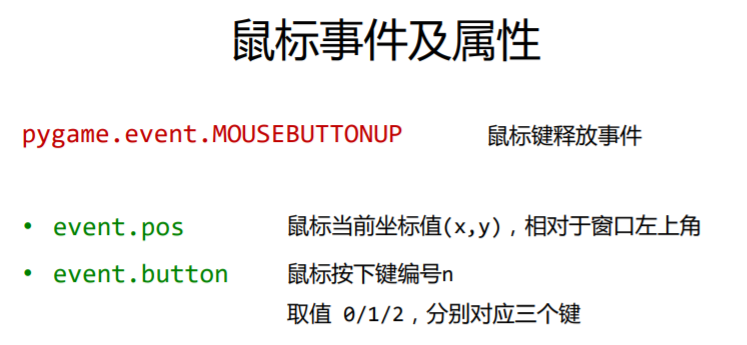 鼠标事件及属性
pygame.event.MOUSEBUTTONUP 鼠标键释放事件
• event.pos 鼠标当前坐标值(x,y)，相对于窗口左上角
• event.button 鼠标按下键编号n
取值 0/1/2，分别对应三个键